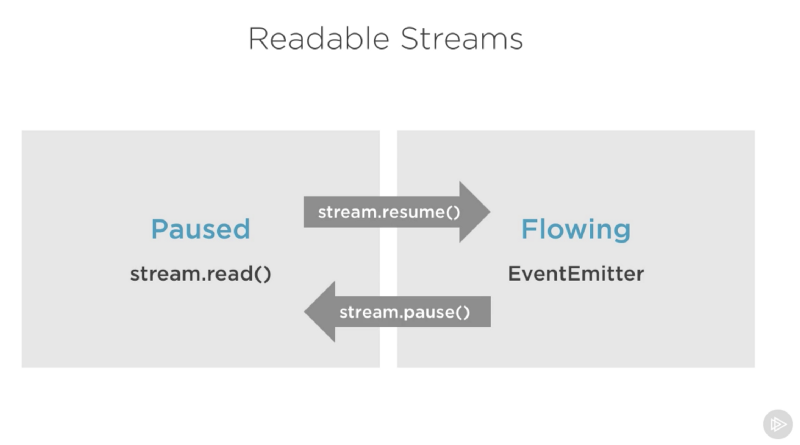 Readable Streams
Paused
stream.read()
stream.resume()
stream.pause()
Flowing
EventEmitter